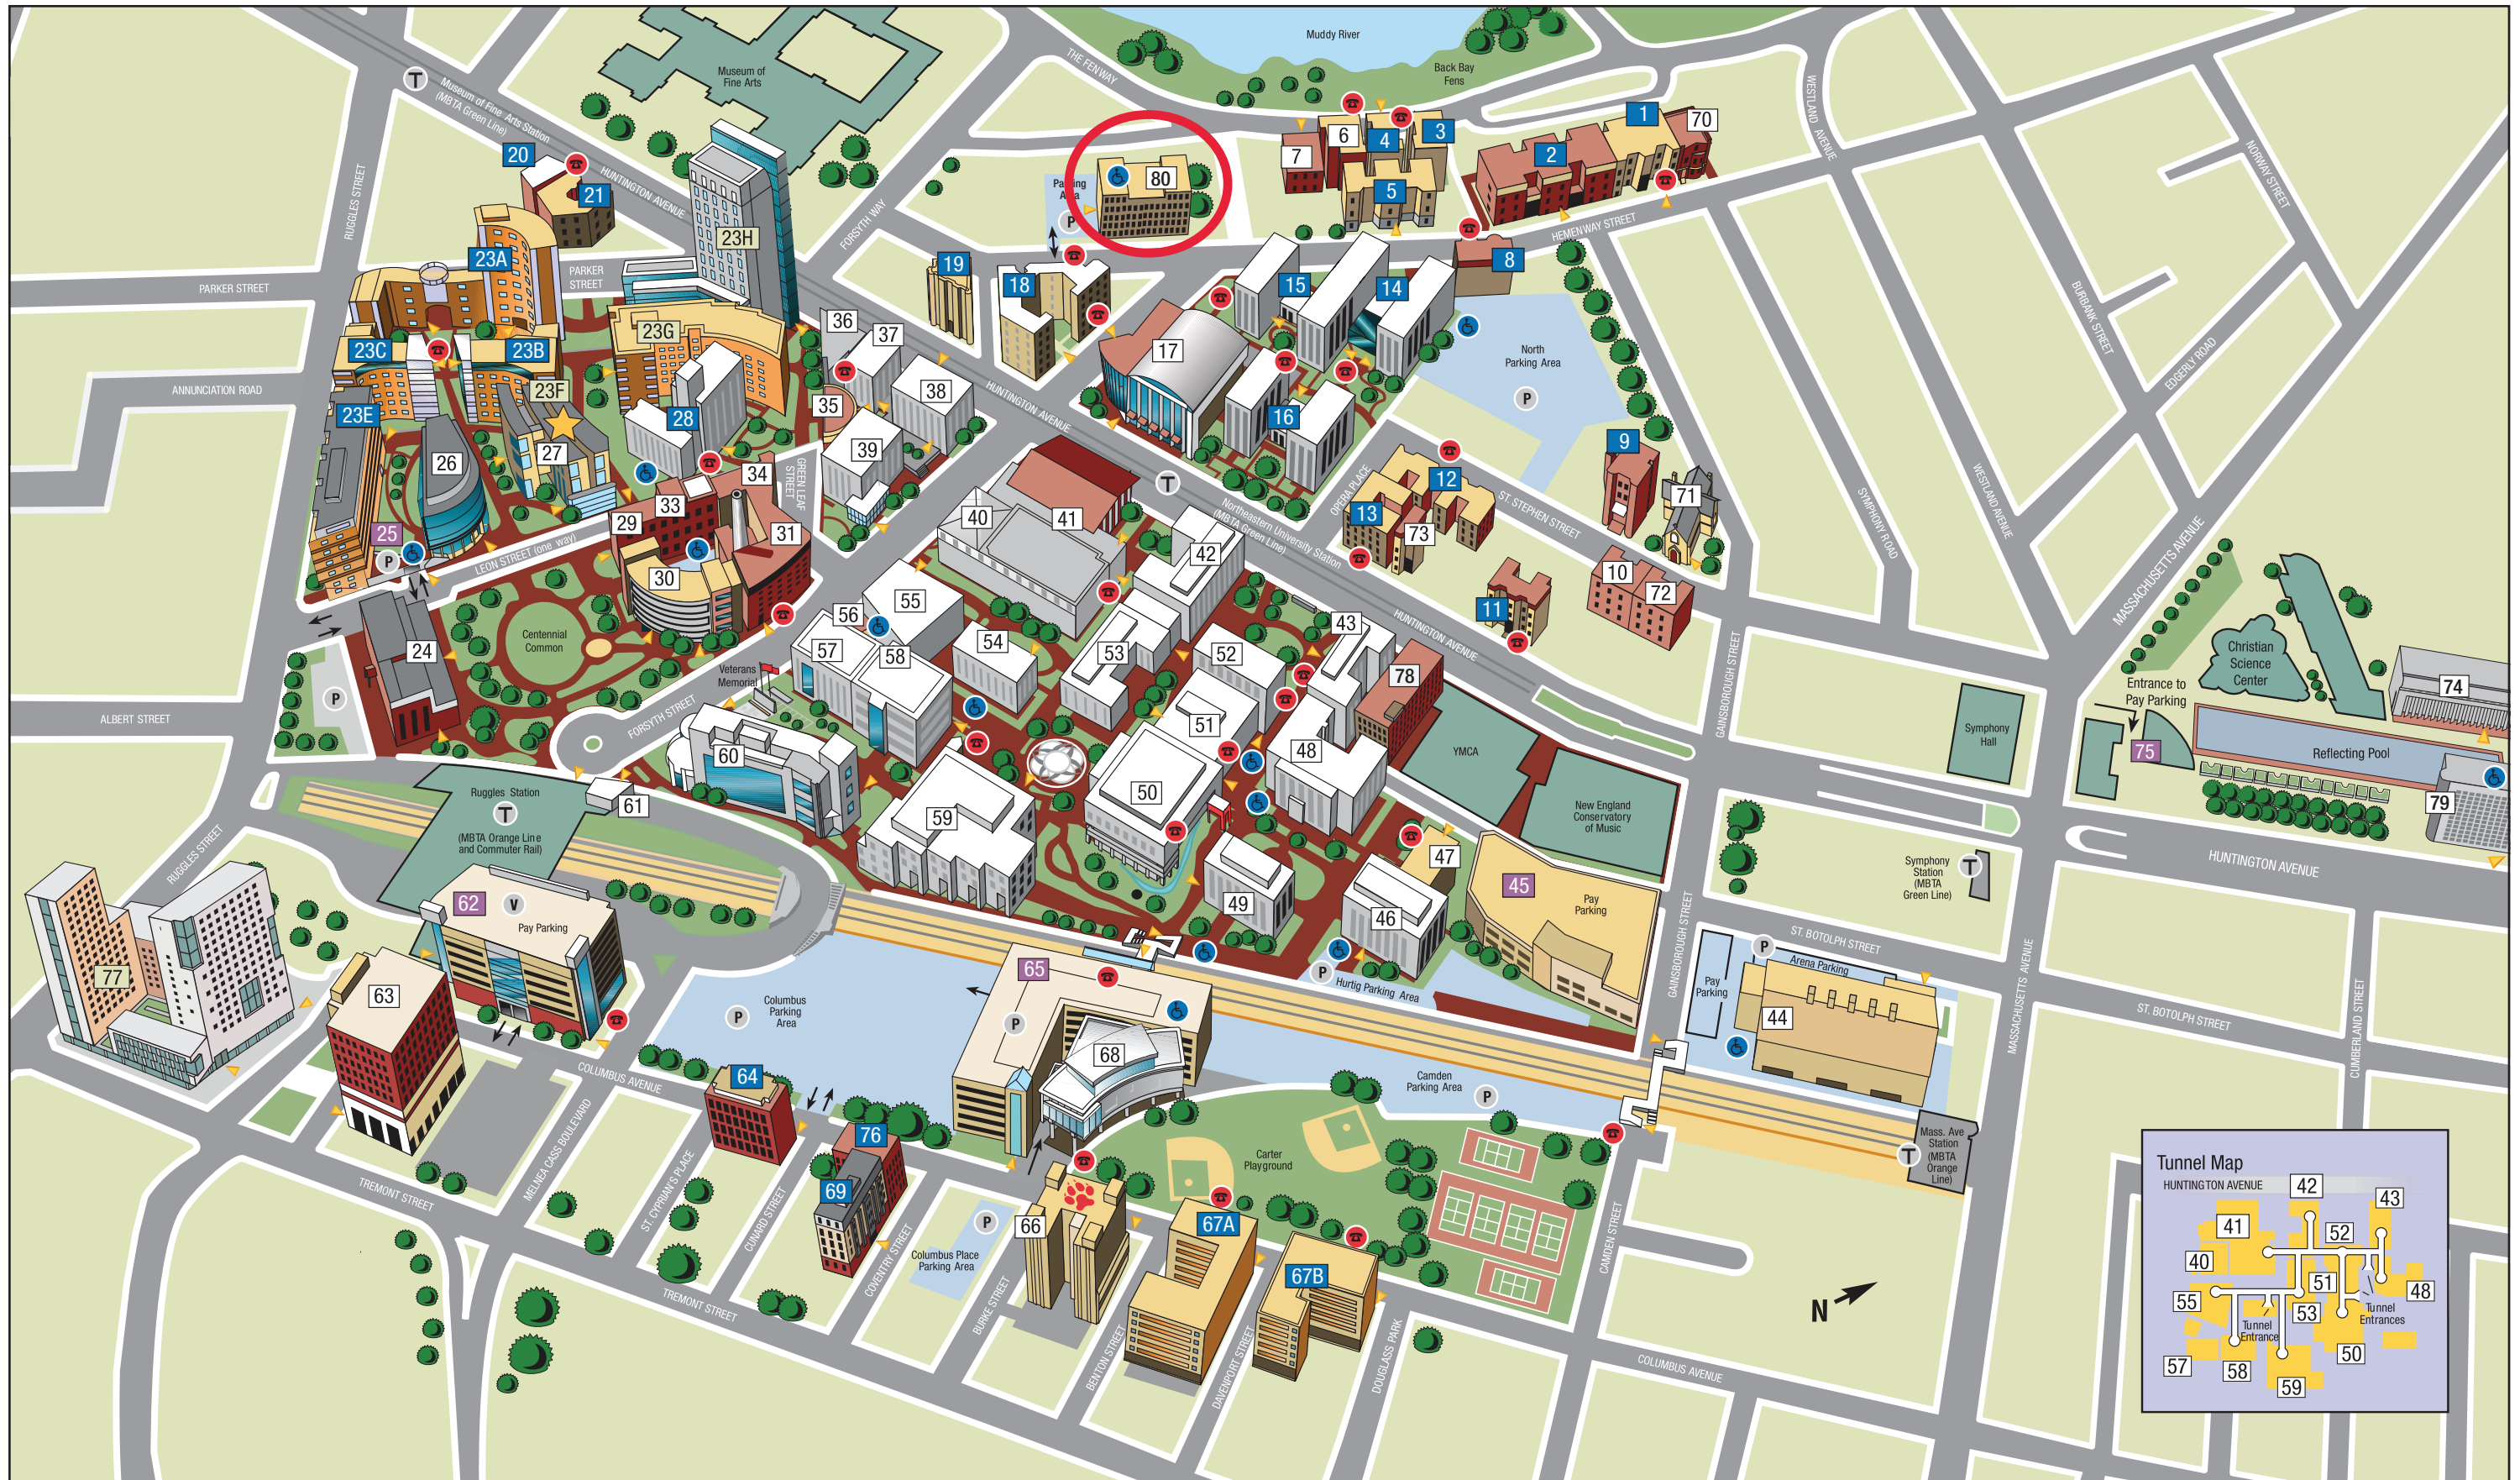 Muddy River
THE FENWAY
Back Bay
Fens
Museum of
Fine Arts
T
Museum of Fine Arts Station
(MBTA Green Line)
WESTLAND AVENUE
NORWAY STREET
1
70
2
3
4
5
6
7
Parking
Area
P
80
20
21
HUNTINGTON AVENUE
RUGGLES STREET
FORSYTH WAY
HEMENWAY STREET
23H
23A
PARKER
STREET
PARKER STREET
19
18
15
14
8
BURBANK STREET
EDGERLY ROAD
23G
36
37
17
North
Parking Area
P
23C
23B
23F
23E
ANNUNCIATION ROAD
38
35
28
HUNTINGTON AVENUE
16
39
26
27
34
GREEN LEAF
STREET
T
Northeastern University Station
(MBTA Green Line)
OPERA PLACE
ST. STEPHEN STREET
12
13
73
9
71
SYMPHONY ROAD
WESTLAND AVENUE
MASSACHUSETTS AVENUE
33
29
31
30
25
P
LEON STREET (one way)
40
41
42
10
72
11
HUNTINGTON AVENUE
GAINSBOROUGH STREET
Centennial
Common
24
P
ALBERT STREET
55
56
57
58
54
53
52
43
78
Veterans
Memorial
FORSYTH STREET
51
48
YMCA
New England
Conservatory
of Music
Symphony
Hall
Christian
Science
Center
Entrance to
Pay Parking
75
74
Reflecting Pool
79
HUNTINGTON AVENUE
60
61
59
50
49
46
47
45
Pay
Parking
Ruggles Station
T
(MBTA Orange Line
and Commuter Rail)
RUGGLES STREET
62
V
Pay Parking
77
63
Symphony
Station
(MBTA
Green Line)
T
GAINSBOROUGH STREET
ST. BOTOLPH STREET
P
Arena Parking
Pay
Parking
44
MASSACHUSETTS AVENUE
ST. BOTOLPH STREET
CUMBERLAND STREET
65
P
P
Hurtig Parking Area
P
Columbus
Parking
Area
68
Camden
Parking Area
P
Mass. Ave
Station
(MBTA
Orange
Line)
T
COLUMBUS AVENUE
64
76
69
MELNEA CASS BOULEVARD
ST. CYPRIAN'S PLACE
CUNARD STREET
COVENTRY STREET
TREMONT STREET
TREMONT STREET
P
Columbus Place
Parking Area
BURKE STREET
66
Carter
Playground
67A
67B
BENTON STREET
DAVENPORT STREET
DOUGLASS PARK
CAMDEN STREET
COLUMBUS AVENUE
N
Tunnel Map
HUNTINGTON AVENUE
42
43
41
52
40
51
48
55
53
Tunnel
Entrances
Tunnel
Entrance
50
57
58
59